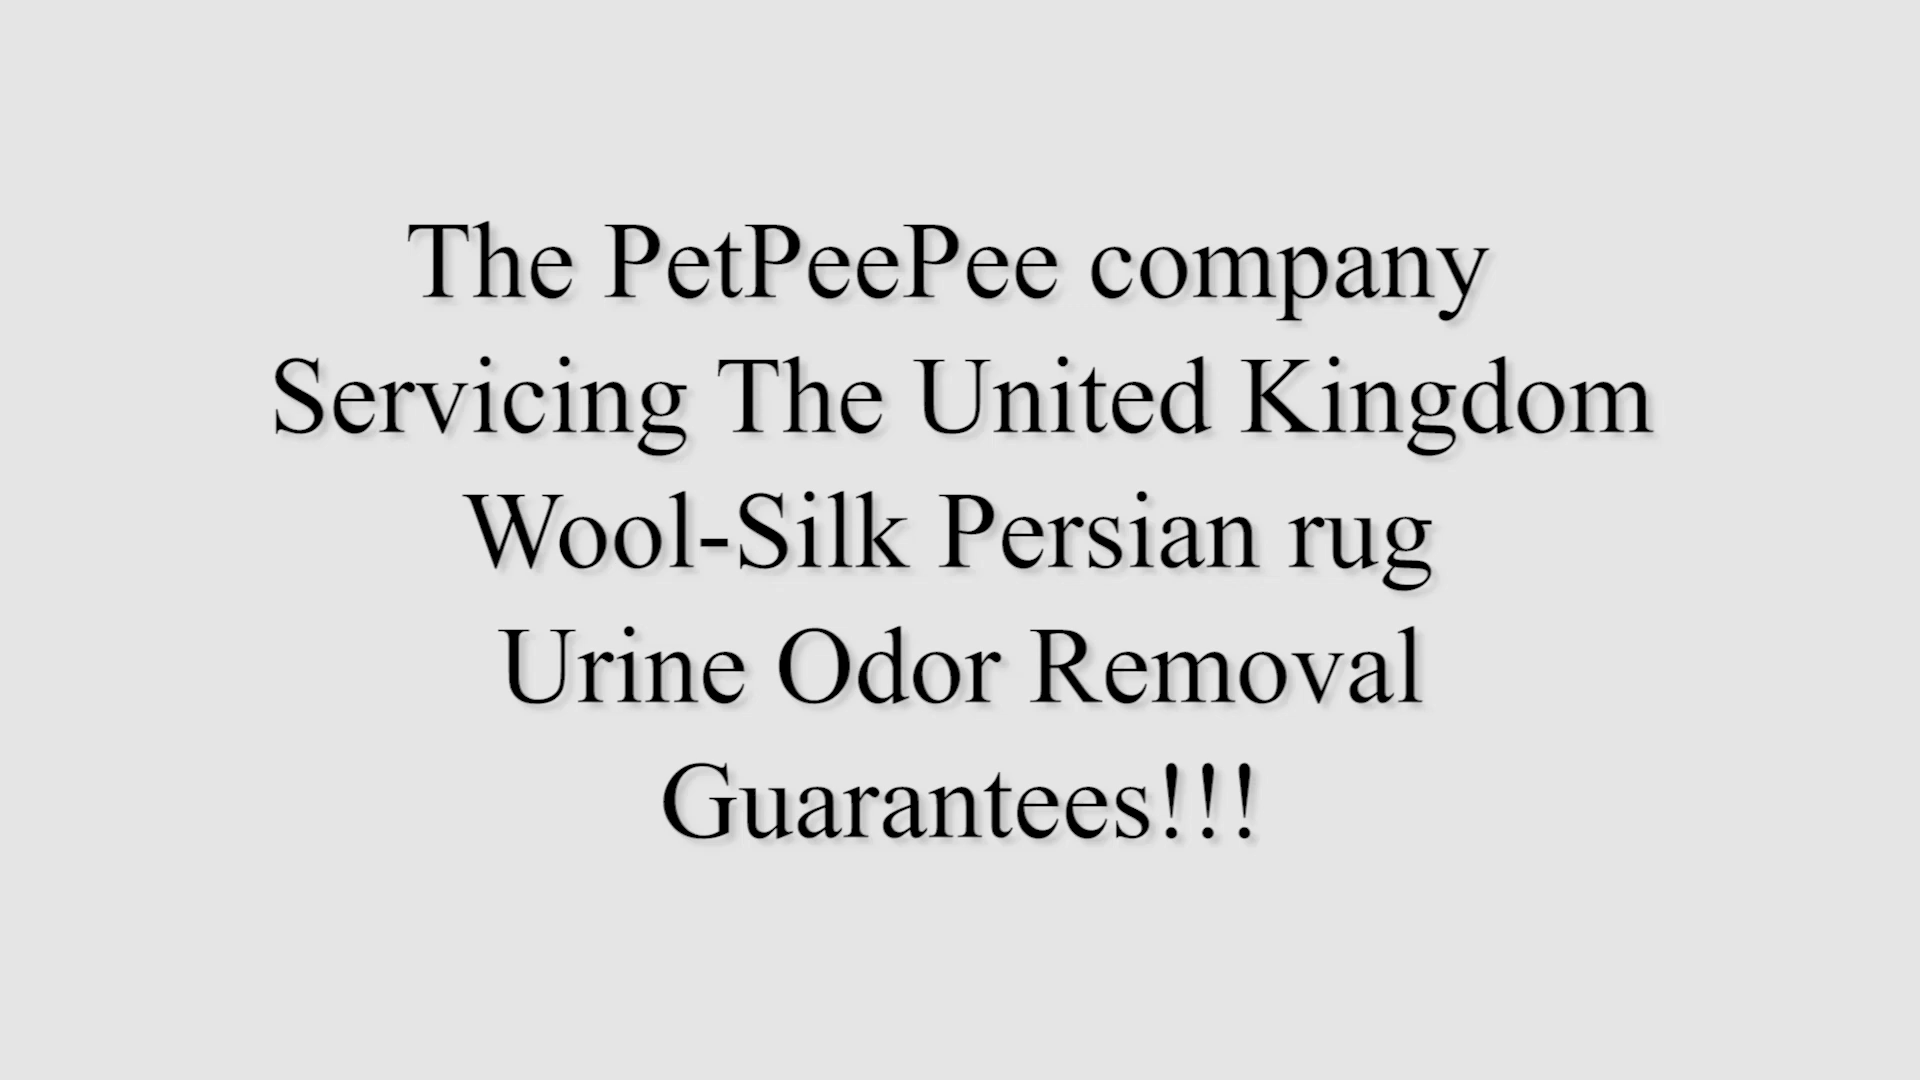 The PetPeePee company
Servicing The United Kingdom
Wool-Silk Persian rug
Urine Odor Removal
Guarantees!!!